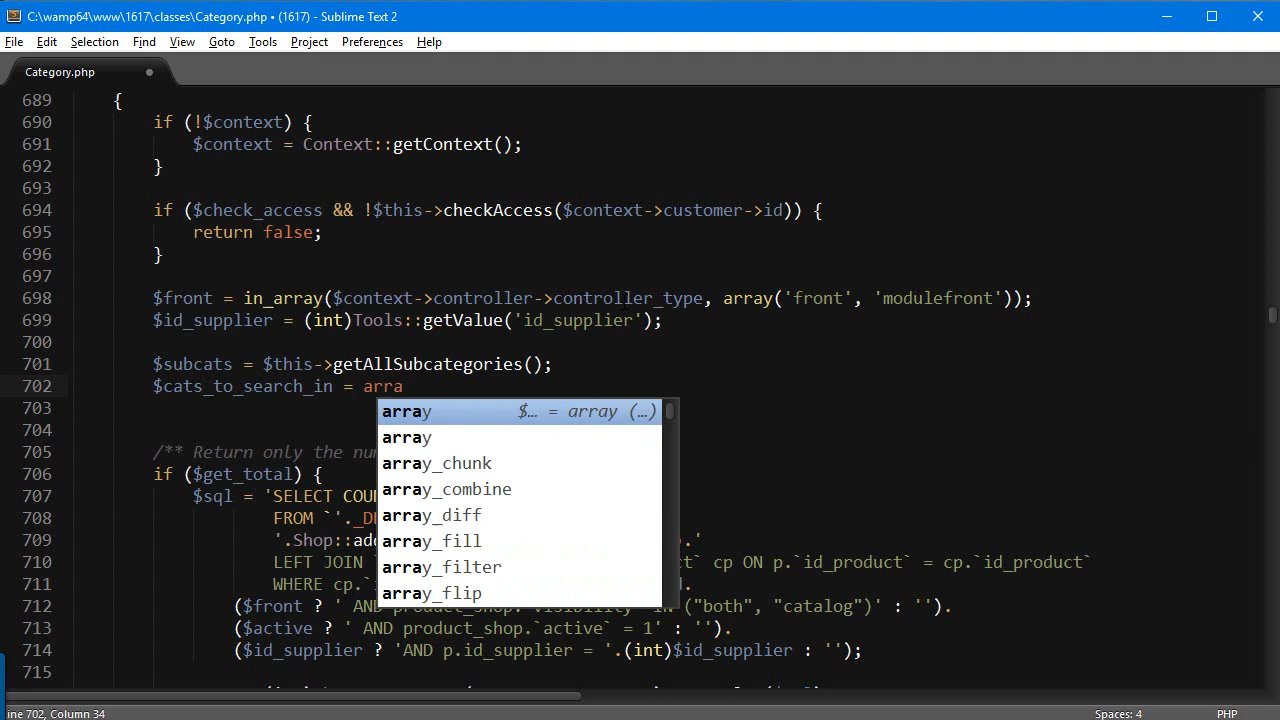 C:\wamp64\www\1617\classes\Category.php • (1617) - Sublime Text 2
File Edit Selection Find View Goto Tools Project Preferences Help
Category.php
689 {
690 if (!$context) {
691 $context = Context::getContext();
692 }
693
694 if ($check_access && !$this->checkAccess($context->customer->id)) {
695 return false;
696 }
697
698 $front = in_array($context->controller->controller_type, array('front', 'modulefront'));
699 $id_supplier = (int)Tools::getValue('id_supplier');
700
701 $subcats = $this->getAllSubcategories();
702 $cats_to_search_in = arra
703
array $… = array (…)
array
array_chunk
array_combine
array_diff
array_fill
array_filter
array_flip
704
705 /** Return only the nu
706 if ($get_total) {
707 $sql = 'SELECT COU
708 FROM `'._D
709 '.Shop::ad .'
710 LEFT JOIN ` ` cp ON p.`id_product` = cp.`id_product`
711 WHERE cp.` .
712 ($front ? ' AND product_shop.`visibility` IN ("both", "catalog")' : '').
713 ($active ? ' AND product_shop.`active` = 1' : '').
714 ($id_supplier ? 'AND p.id_supplier = '.(int)$id_supplier : '');
715
ine 702, Column 34 Spaces: 4 PHP